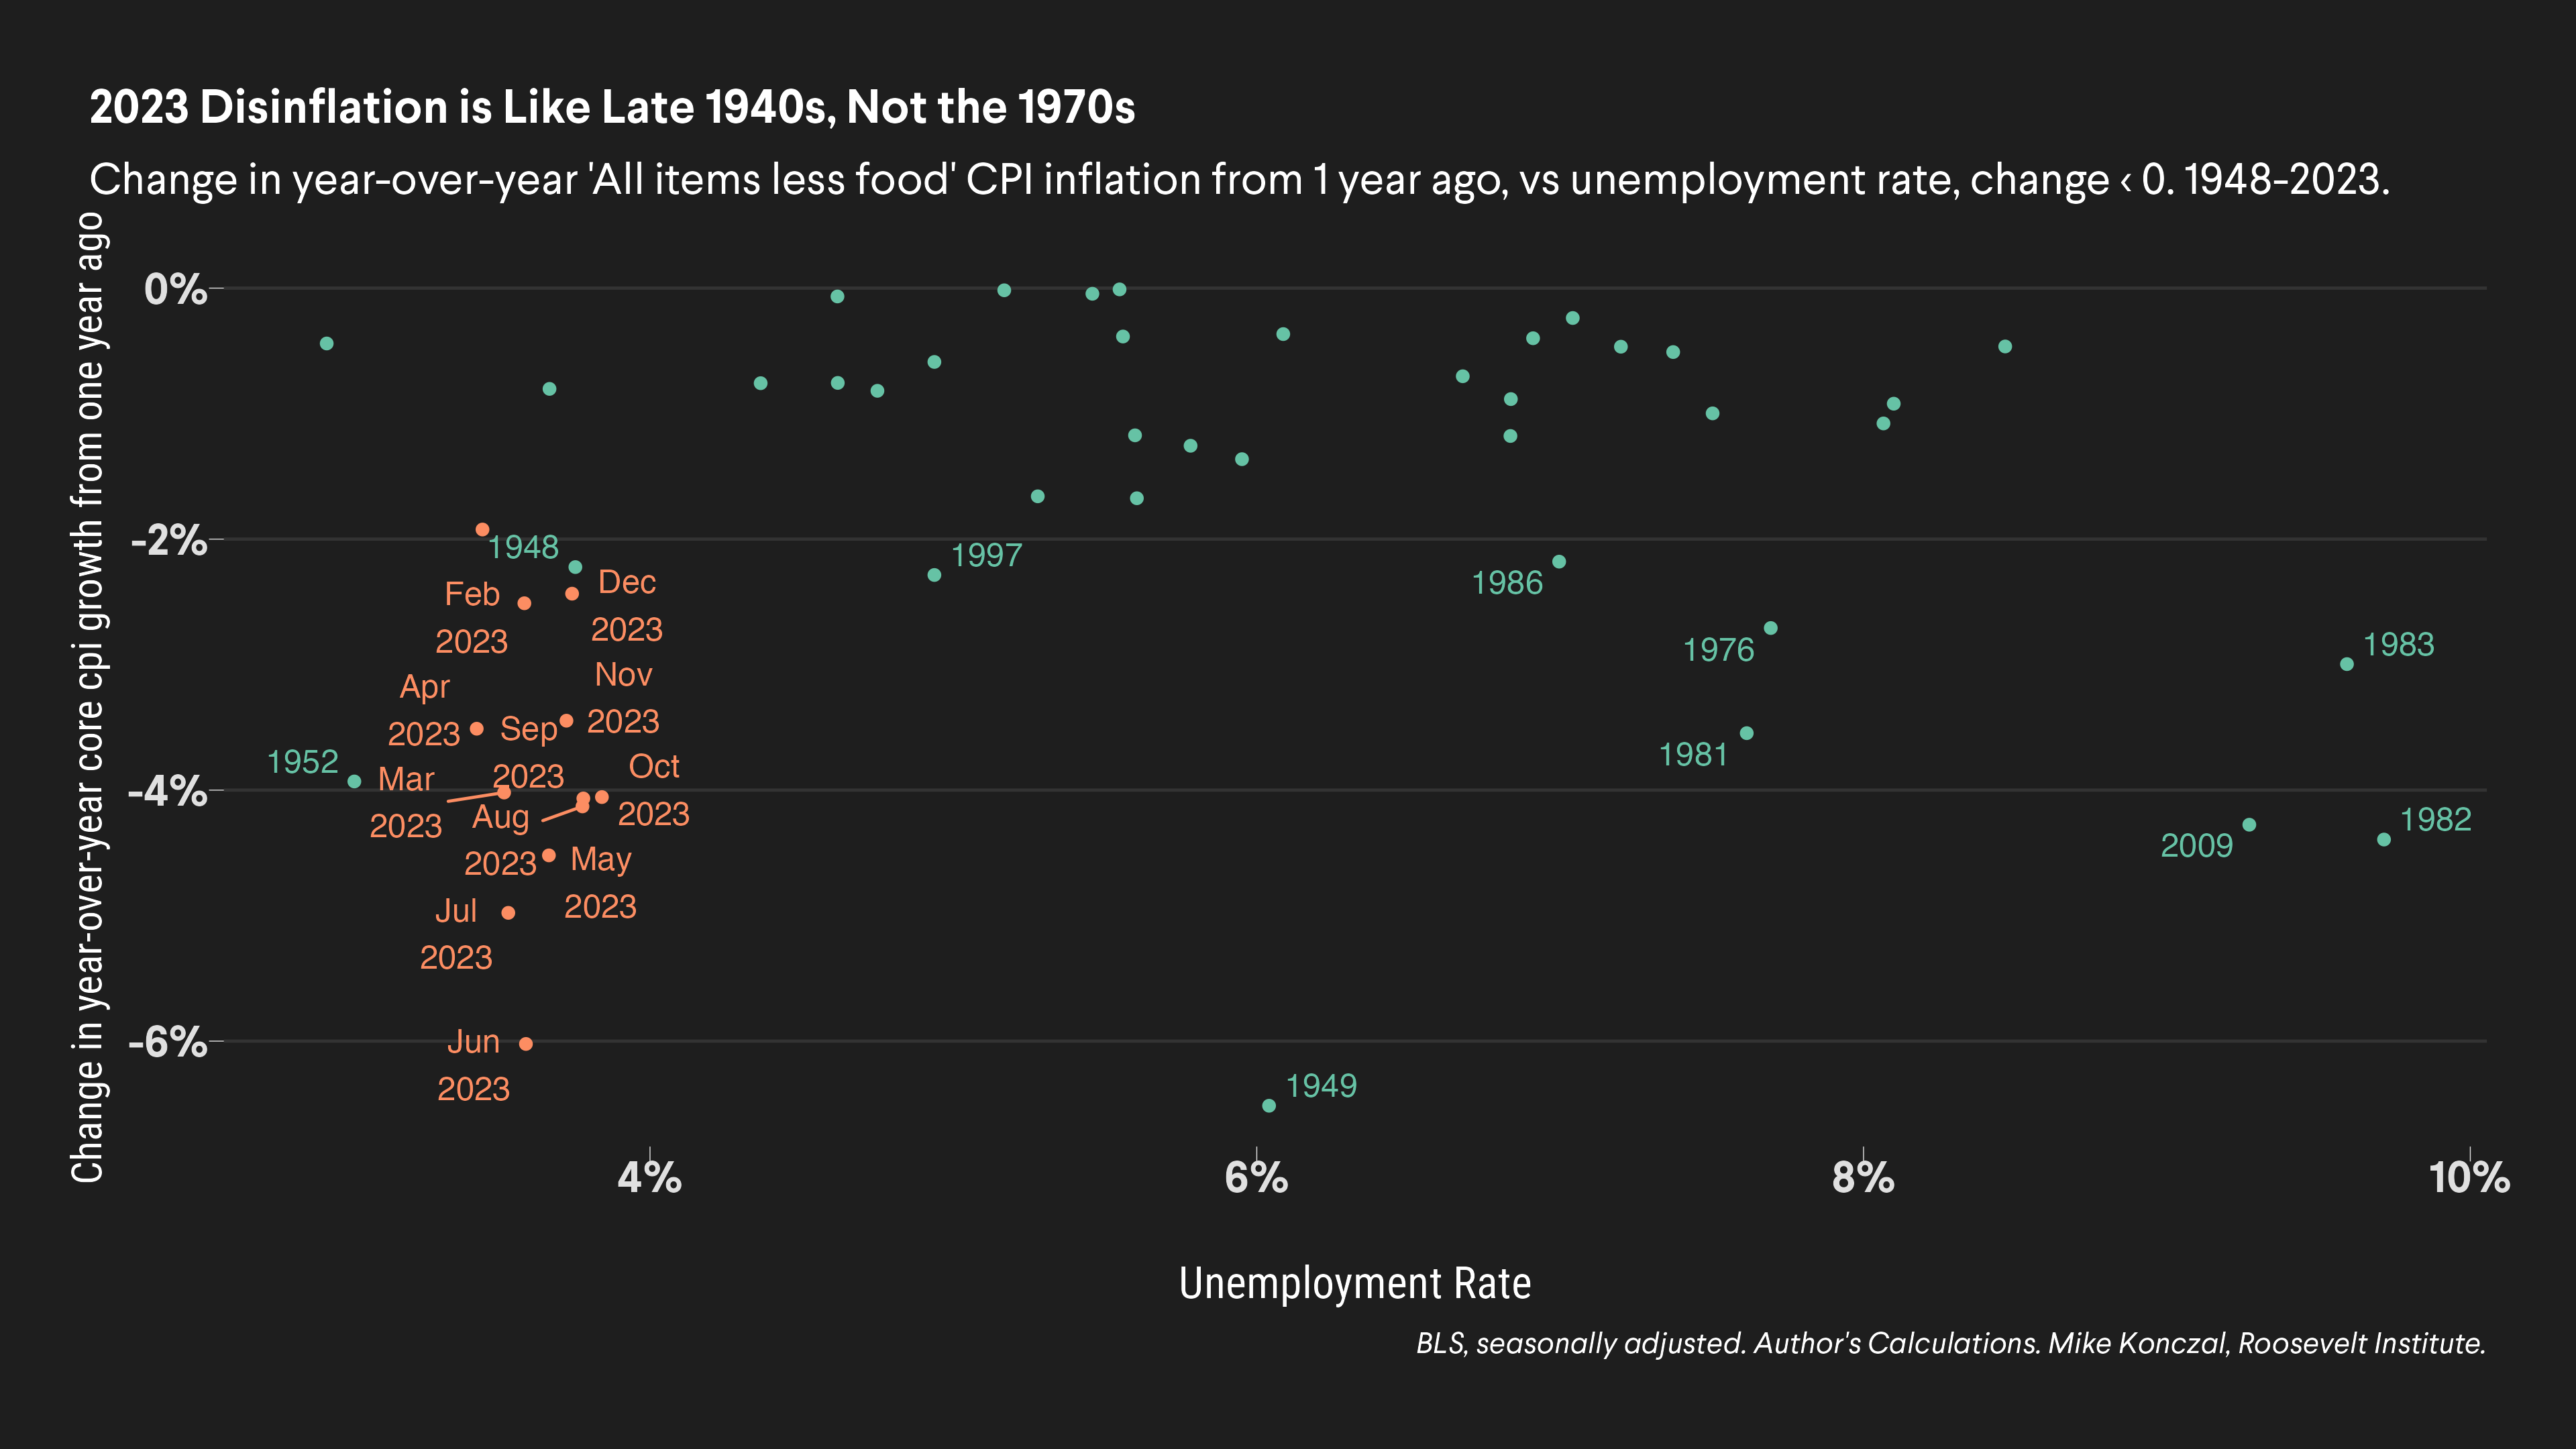 2023 Disinflation is Like Late 1940s, Not the 1970s
Change in year-over-year 'All items less food' CPI inflation from 1 year ago, vs unemployment rate, change < 0. 1948-2023.
Change in year-over-year core cpi growth from one year ago
0%
-2%
-4%
-6%
1948
1997
1986
Feb
2023
Dec
2023
1976
1983
Apr
2023
Nov
2023
Sep
2023
1981
1952
Mar
2023
Oct
2023
Aug
2023
2009
1982
May
2023
Jul
2023
Jun
2023
1949
4%
6%
8%
10%
Unemployment Rate
BLS, seasonally adjusted. Author's Calculations. Mike Konczal, Roosevelt Institute.